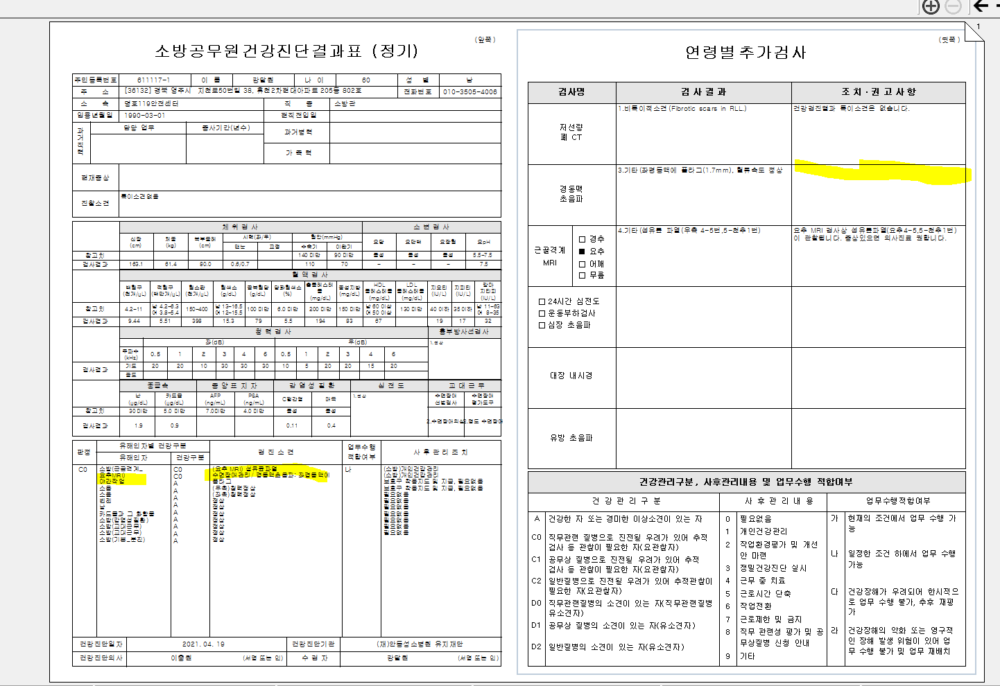 1
(앞쪽)
소방공무원건강진단결과표 (정기)
주민등록번호 611117-1 이 름 강달원 나 이 60 성 별 남
주 소 [36132] 경북 영주시 지천로50번길 38, 휴천2차현대아파트 205동 802호 전화번호 010-3505-4006
소 속 영호119안전센터 직 종 소방관
임용년월일 1990-03-01 현직전입일
과거직력 담당 업무 종사기간(년수) 과거병력
가 족 력
현재증상
진찰소견 특이소견없음
체 위 검 사 소 변 검 사
신장 (cm) 체중 (kg) 복부둘레 (cm) 시력(좌/우) 혈압(mmHg) 요당 요단백 요잠혈 요pH
맨눈 교정 수축기 이완기
참고치 140 미만 90 미만 음성 음성 음성 5.5-7.5
검사결과 163.1 61.4 80.0 0.6/0.7 110 70 - - - 7.5
혈 액 검 사
백혈구 (천개/uL) 적혈구 (백만개/uL) 혈소판 (천개/uL) 혈색소 (g/dL) 공복혈당 (g/dL) 당화혈색소 (%) 총콜레스테롤 (mg/dL) 중성지방 (mg/dL) HDL 콜레스테롤 (mg/dL) LDL 콜레스테롤 (mg/dL) 지오티 (IU/L) 지피티 (IU/L) 감마 지티피 (IU/L)
참고치 4.2-11 남 4.2-6.3 여 3.8-5.4 150-400 남 13-16.5 여 12-15.5 100 미만 6.0 미만 200 미만 150 미만 남 60 이상 여 50 이상 130 미만 40 이하 35 이하 남 11-63 여 8-35
검사결과 9.44 5.51 398 15.3 79 5.5 194 83 67 19 17 32
청 력 검 사 흉부방사선검사
좌(dB) 우(dB) 1.정상
주파수 (kHz) 0.5 1 2 3 4 6 0.5 1 2 3 4 6
검사결과 기도 20 20 10 30 30 30 10 5 20 20 15 20
골도
중금속 종 양 표 지 자 감 염 성 질 환 심 전 도 교 대 근 무
납 (μg/dL) 카드뮴 (μg/dL) AFP (ng/mL) PSA (ng/mL) C형간염 매독 1.정상 수면장애 선별검사 수면장애 평가도구
참고치 30 미만 5.0 미만 7.0미만 4.0 미만 음성 음성
검사결과 1.9 0.9 0.11 0.4 2.수면장애의심 2.경도 수면장애
판정 유해인자별 건강구분 검 진 소 견 업무수행 적합여부 사 후 관 리 조 치
유해인자 건강구분
C0 소방(근골격계_ C0 (요추 MRI) 섬유륜파열 나 (소방)개인건강관리
요추MRI) C0 수면장애관리/ 경동맥초음파: 좌경동맥에 (소방)개인건강관리
야간작업 A 플라그 보호구 착용지도 및 지급, 필요없음
소음 A (우측)청력정상 보호구 착용지도 및 지급, 필요없음
소음 A (좌측)청력정상 필요없음
벤젠 A 정상 필요없음
납 A 정상 필요없음
카드뮴과 그 화합물 A 정상 필요없음
소방(감염성질환) A 정상 필요없음
소방(교대근무) A 정상 필요없음
소방(교대근무) A 정상 필요없음
소방(기본_분진) A 정상
건강진단일자 2021. 04. 19 건강진단기관 (재)안동성소병원 유지재단
건강진단의사 이충원 (서명 또는 인) 수 검 자 강달원 (서명 또는 인)
(뒷쪽)
연령별 추가검사
검사명 검 사 결 과 조 치 · 권 고 사 항
저선량 폐 CT 1.비특이적소견(Fibrotic scars in RLL.) 건강검진결과 특이소견은 없습니다.
경동맥 초음파 3.기타(좌경동맥에 플라그(1.7mm), 혈류속도 정상
근골격계 MRI □ 경추 ■ 요추 □ 어깨 □ 무릎 4.기타(섬유륜 파열(우측 4-5번,5-천추1번) 요추 MRI 검사상 섬유륜파열(요추4-5,5-천추1번)
이 관찰됩니다. 증상있으면 의사진료 권합니다.
□ 24시간 심전도
□ 운동부하검사
□ 심장 초음파
대장 내시경
유방 초음파
건강관리구분, 사후관리내용 및 업무수행 적합여부
건 강 관 리 구 분 사 후 관 리 내 용 업무수행적합여부
A 건강한 자 또는 경미한 이상소견이 있는 자
C0 직무관련 질병으로 진전될 우려가 있어 추적
검사 등 관찰이 필요한 자(요관찰자)
C1 공무상 질병으로 진전될 우려가 있어 추적
검사 등 관찰이 필요한 자(요관찰자)
C2 일반질병으로 진전될 우려가 있어 추적관찰이
필요한 자(요관찰자)
D0 직무관련질병의 소견이 있는 자(직무관련질병
유소견자)
D1 공무상 질병의 소견이 있는 자(유소견자)
D2 일반질병의 소견이 있는 자(유소견자)
0 필요없음
1 개인건강관리
2 작업환경평가 및 개선
안 마련
3 정밀건강진단 실시
4 근무 중 치료
5 근로시간 단축
6 작업전환
7 근로제한 및 금지
8 직무 관련성 평가 및 공
무상질병 신청 안내
9 기타
가 현재의 조건에서 업무 수행 가
능
나 일정한 조건 하에서 업무 수행
가능
다 건강장해가 우려되어 한시적으
로 업무 수행 불가, 추후 재평
가
라 건강장해의 악화 또는 영구적
인 장해 발생 위험이 있어 업
무 수행 불가 및 업무 재배치